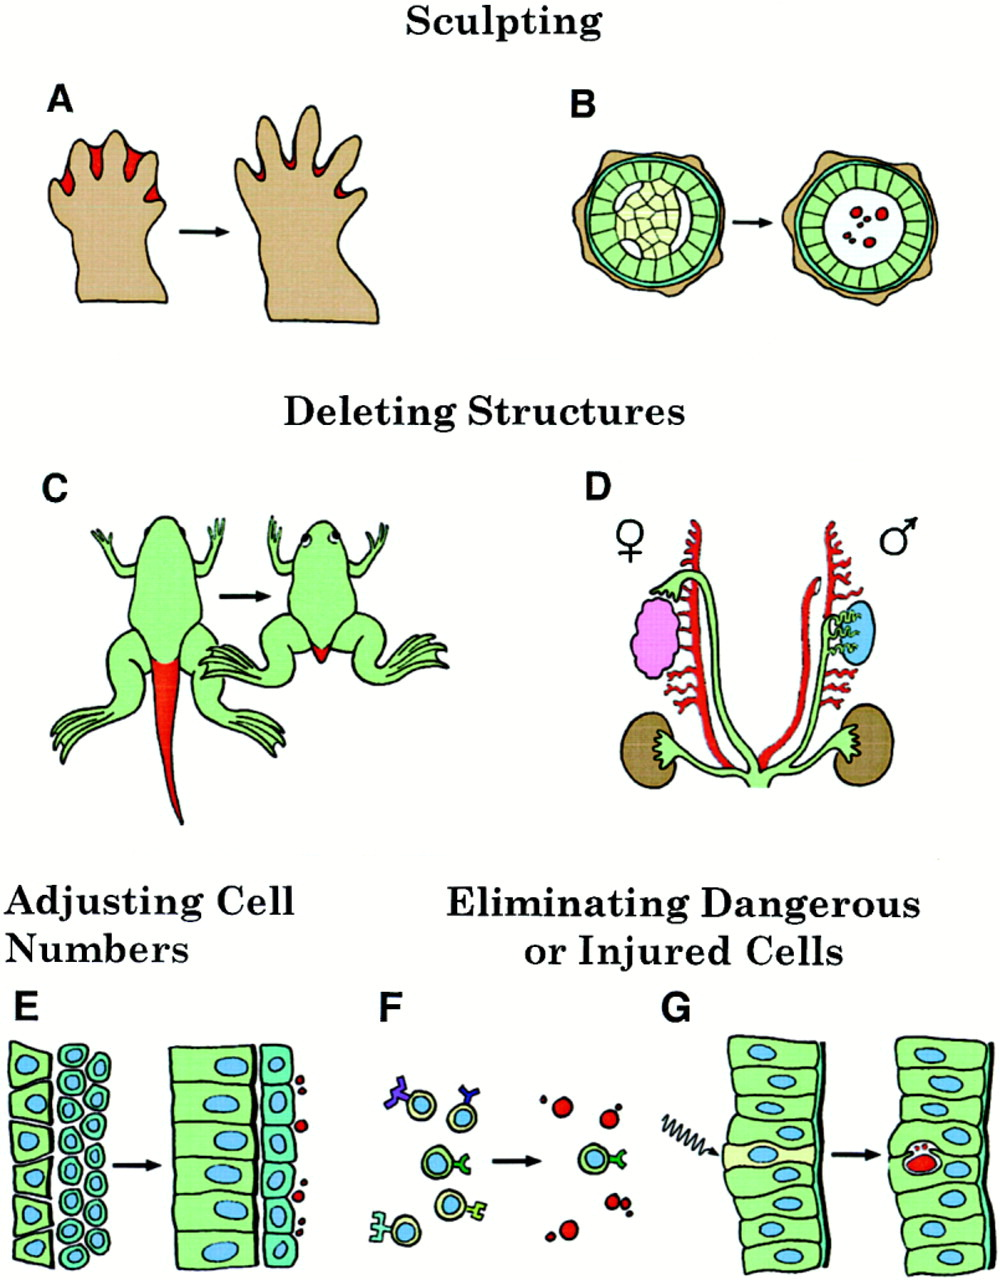 Sculpting
A
B
Deleting Structures
C
D
♀
♂
Adjusting Cell
Numbers
Eliminating Dangerous
or Injured Cells
E
F
G